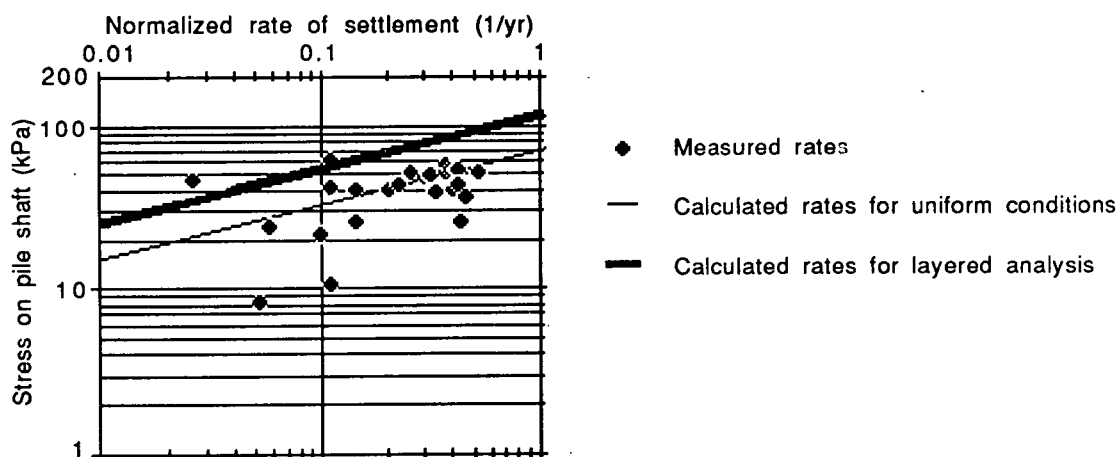 Normalized rate of settlement (1/yr)
0.01 0.1 1
200
100
10
1
Stress on pile shaft (kPa)
Measured rates
Calculated rates for uniform conditions
Calculated rates for layered analysis